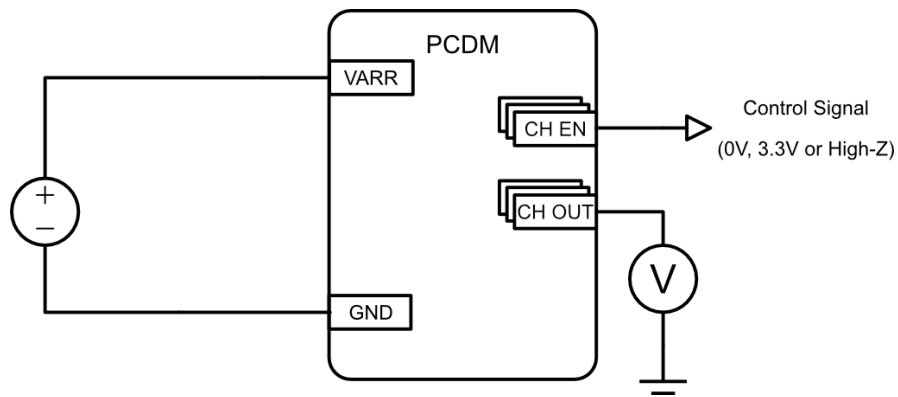 PCDM
VARR
CH EN
Control Signal
(0V, 3.3V or High-Z)
+
−
CH OUT
V
GND